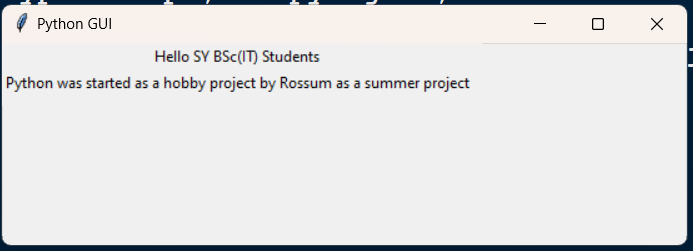 Python GUI
Hello SY BSc(IT) Students
Python was started as a hobby project by Rossum as a summer project